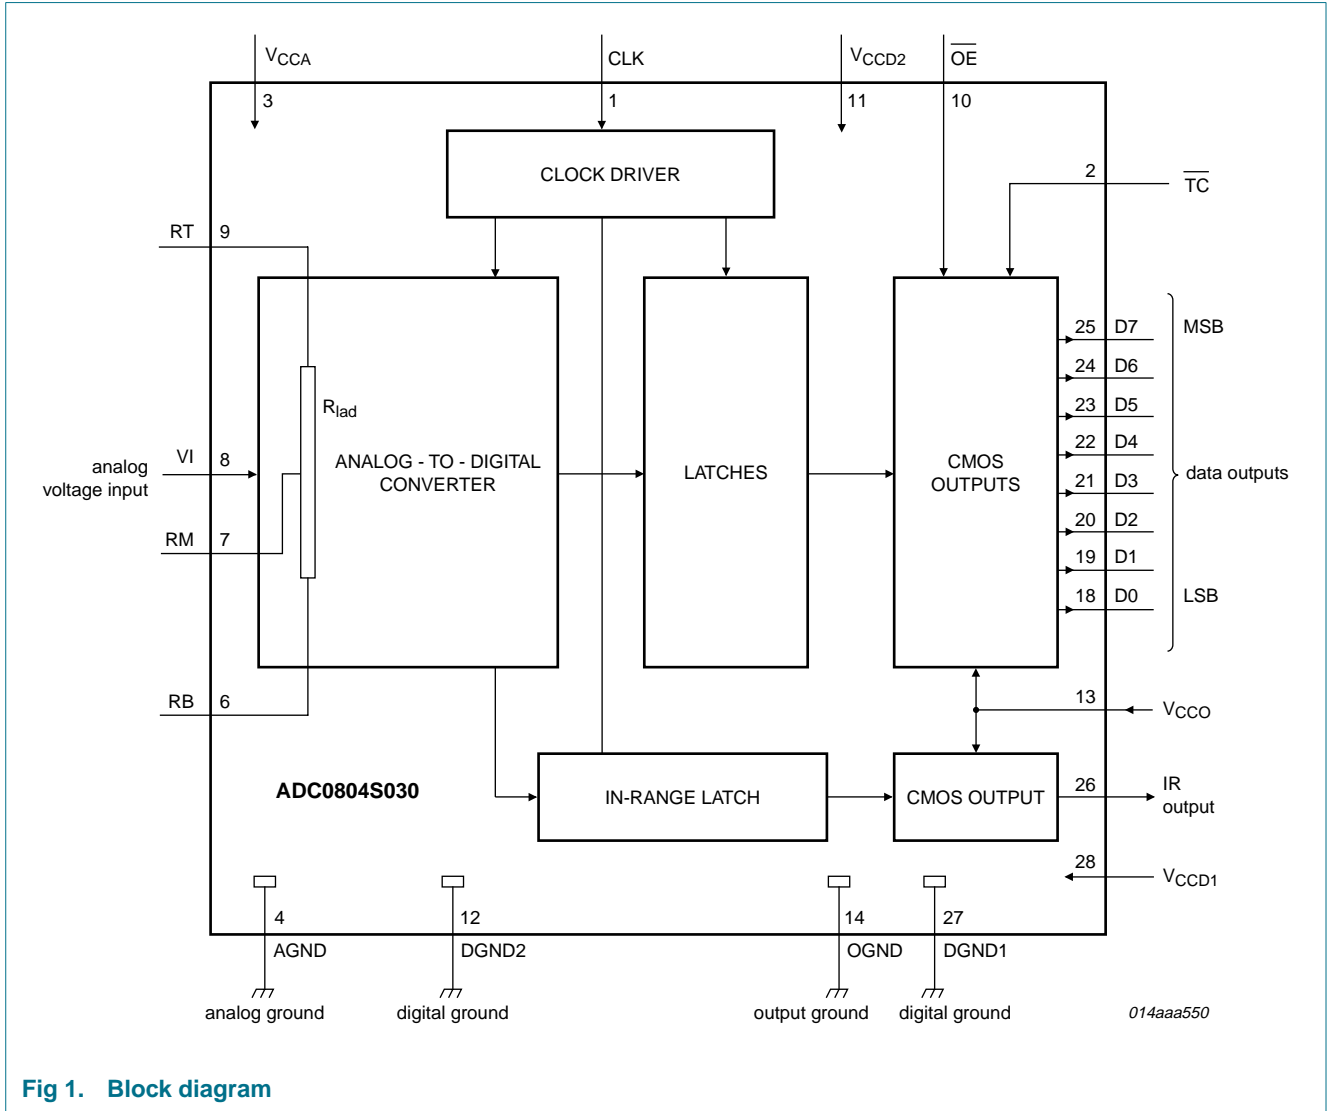 VCCA
CLK
VCCD2
OE
3
1
11
10
CLOCK DRIVER
2
TC
RT 9
25 D7 MSB
24 D6
Rlad
23 D5
22 D4
analog
voltage input
VI 8
ANALOG - TO - DIGITAL
CONVERTER
LATCHES
CMOS
OUTPUTS
21 D3
data outputs
20 D2
RM 7
19 D1
18 D0 LSB
RB 6
13 VCCO
ADC0804S030
IN-RANGE LATCH
CMOS OUTPUT
26 IR
output
28 VCCD1
4
12
14
27
AGND
DGND2
OGND
DGND1
analog ground
digital ground
output ground
digital ground
014aaa550
Fig 1. Block diagram